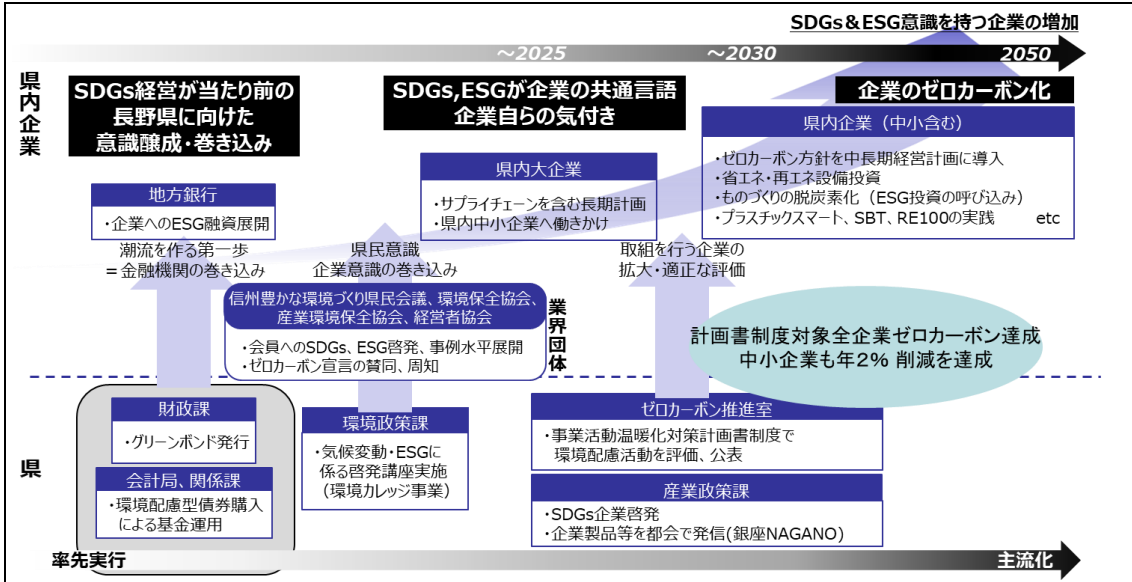 SDGs&ESG意識を持つ企業の増加
～2025
～2030
2050
県内企業
SDGs経営が当たり前の
長野県に向けた
意識醸成・巻き込み
SDGs,ESGが企業の共通言語
企業自らの気付き
企業のゼロカーボン化
地方銀行
・企業へのESG融資展開
県内大企業
・サプライチェーンを含む長期計画
・県内中小企業へ働きかけ
県内企業（中小含む）
・ゼロカーボン方針を中長期経営計画に導入
・省エネ・再エネ設備投資
・ものづくりの脱炭素化（ESG投資の呼び込み）
・プラスチックスマート、SBT、RE100の実践 etc
潮流を作る第一歩
＝金融機関の巻き込み
県民意識
企業意識の巻き込み
取組を行う企業の
拡大・適正な評価
信州豊かな環境づくり県民会議、環境保全協会、
産業環境保全協会、経営者協会
・会員へのSDGs、ESG啓発、事例水平展開
・ゼロカーボン宣言の賛同、周知
業界団体
計画書制度対象全企業ゼロカーボン達成
中小企業も年2% 削減を達成
県
財政課
・グリーンボンド発行
会計局、関係課
・環境配慮型債券購入
による基金運用
環境政策課
・気候変動・ESGに
係る啓発講座実施
（環境カレッジ事業）
ゼロカーボン推進室
・事業活動温暖化対策計画書制度で
環境配慮活動を評価、公表
産業政策課
・SDGs企業啓発
・企業製品等を都会で発信(銀座NAGANO)
率先実行
主流化